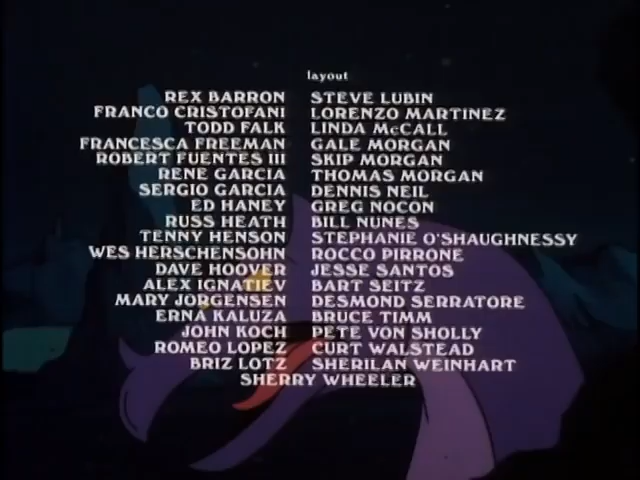 layout
REX BARRON STEVE LUBIN
FRANCO CRISTOFANI LORENZO MARTINEZ
TODD FALK LINDA McCALL
FRANCESCA FREEMAN GALE MORGAN
ROBERT FUENTES III SKIP MORGAN
RENE GARCIA THOMAS MORGAN
SERGIO GARCIA DENNIS NEIL
ED HANEY GREG NOCON
RUSS HEATH BILL NUNES
TENNY HENSON STEPHANIE O'SHAUGHNESSY
WES HERSCHENSOHN ROCCO PIRRONE
DAVE HOOVER JESSE SANTOS
ALEX IGNATIEV BART SEITZ
MARY JORGENSEN DESMOND SERRATORE
ERNA KALUZA BRUCE TIMM
JOHN KOCH PETE VON SHOLLY
ROMEO LOPEZ CURT WALSTEAD
BRIZ LOTZ SHERILAN WEINHART
SHERRY WHEELER